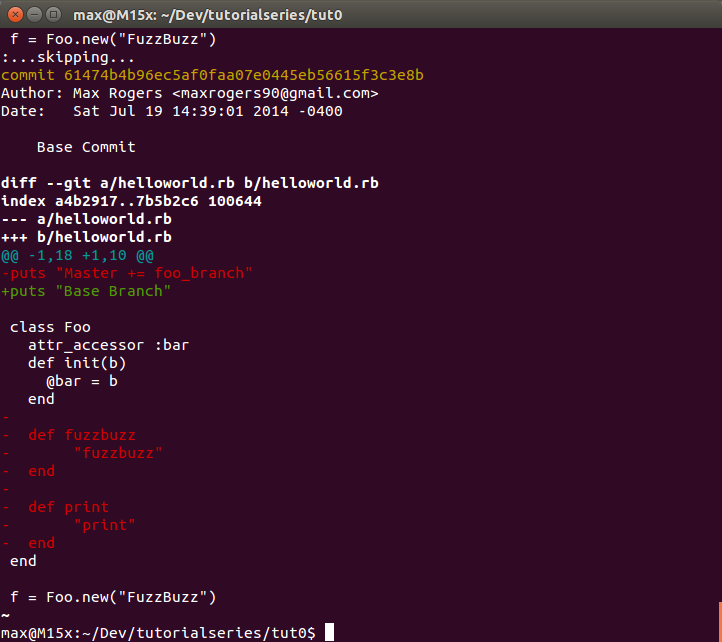 max@M15x: ~/Dev/tutorialseries/tut0
 f = Foo.new("FuzzBuzz")
:...skipping...
commit 61474b4b96ec5af0faa07e0445eb56615f3c3e8b
Author: Max Rogers <maxrogers90@gmail.com>
Date:   Sat Jul 19 14:39:01 2014 -0400
    Base Commit
diff --git a/helloworld.rb b/helloworld.rb
index a4b2917..7b5b2c6 100644
--- a/helloworld.rb
+++ b/helloworld.rb
@@ -1,18 +1,10 @@
-puts "Master += foo_branch"
+puts "Base Branch"
 class Foo
   attr_accessor :bar
   def init(b)
     @bar = b
   end
-
-  def fuzzbuzz
-       "fuzzbuzz"
-  end
-
-  def print
-       "print"
-  end
 end
 f = Foo.new("FuzzBuzz")
~
max@M15x:~/Dev/tutorialseries/tut0$